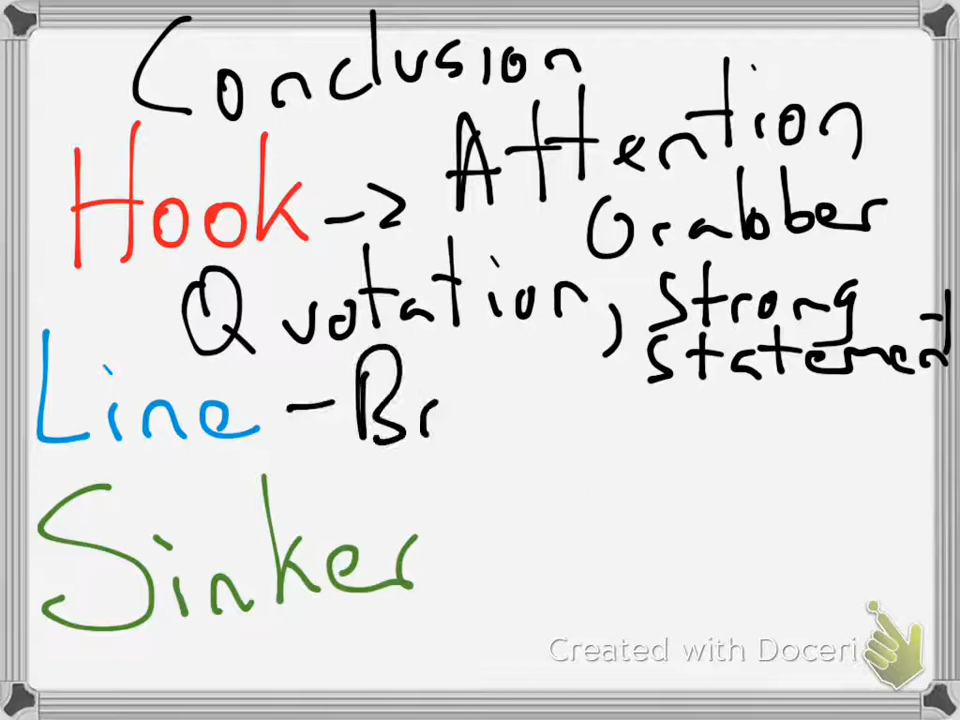 Conclusion
Hook -> Attention
Grabber
Quotation, strong
statement
Line - Br
Sinker
Created with Doceri